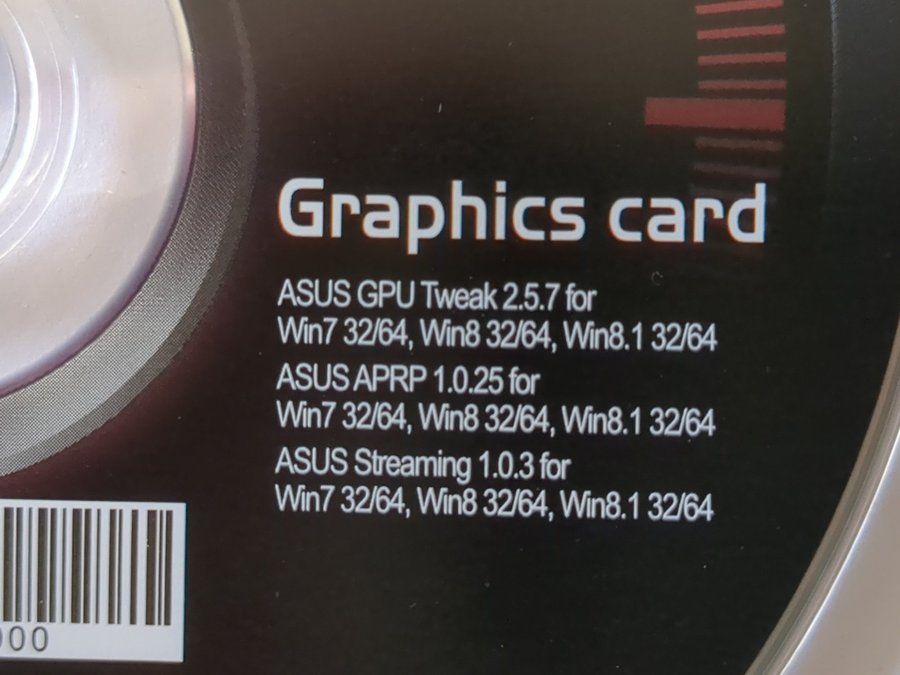 Graphics card
ASUS GPU Tweak 2.5.7 for
Win7 32/64, Win8 32/64, Win8.1 32/64
ASUS APRP 1.0.25 for
Win7 32/64, Win8 32/64, Win8.1 32/64
ASUS Streaming 1.0.3 for
Win7 32/64, Win8 32/64, Win8.1 32/64
000